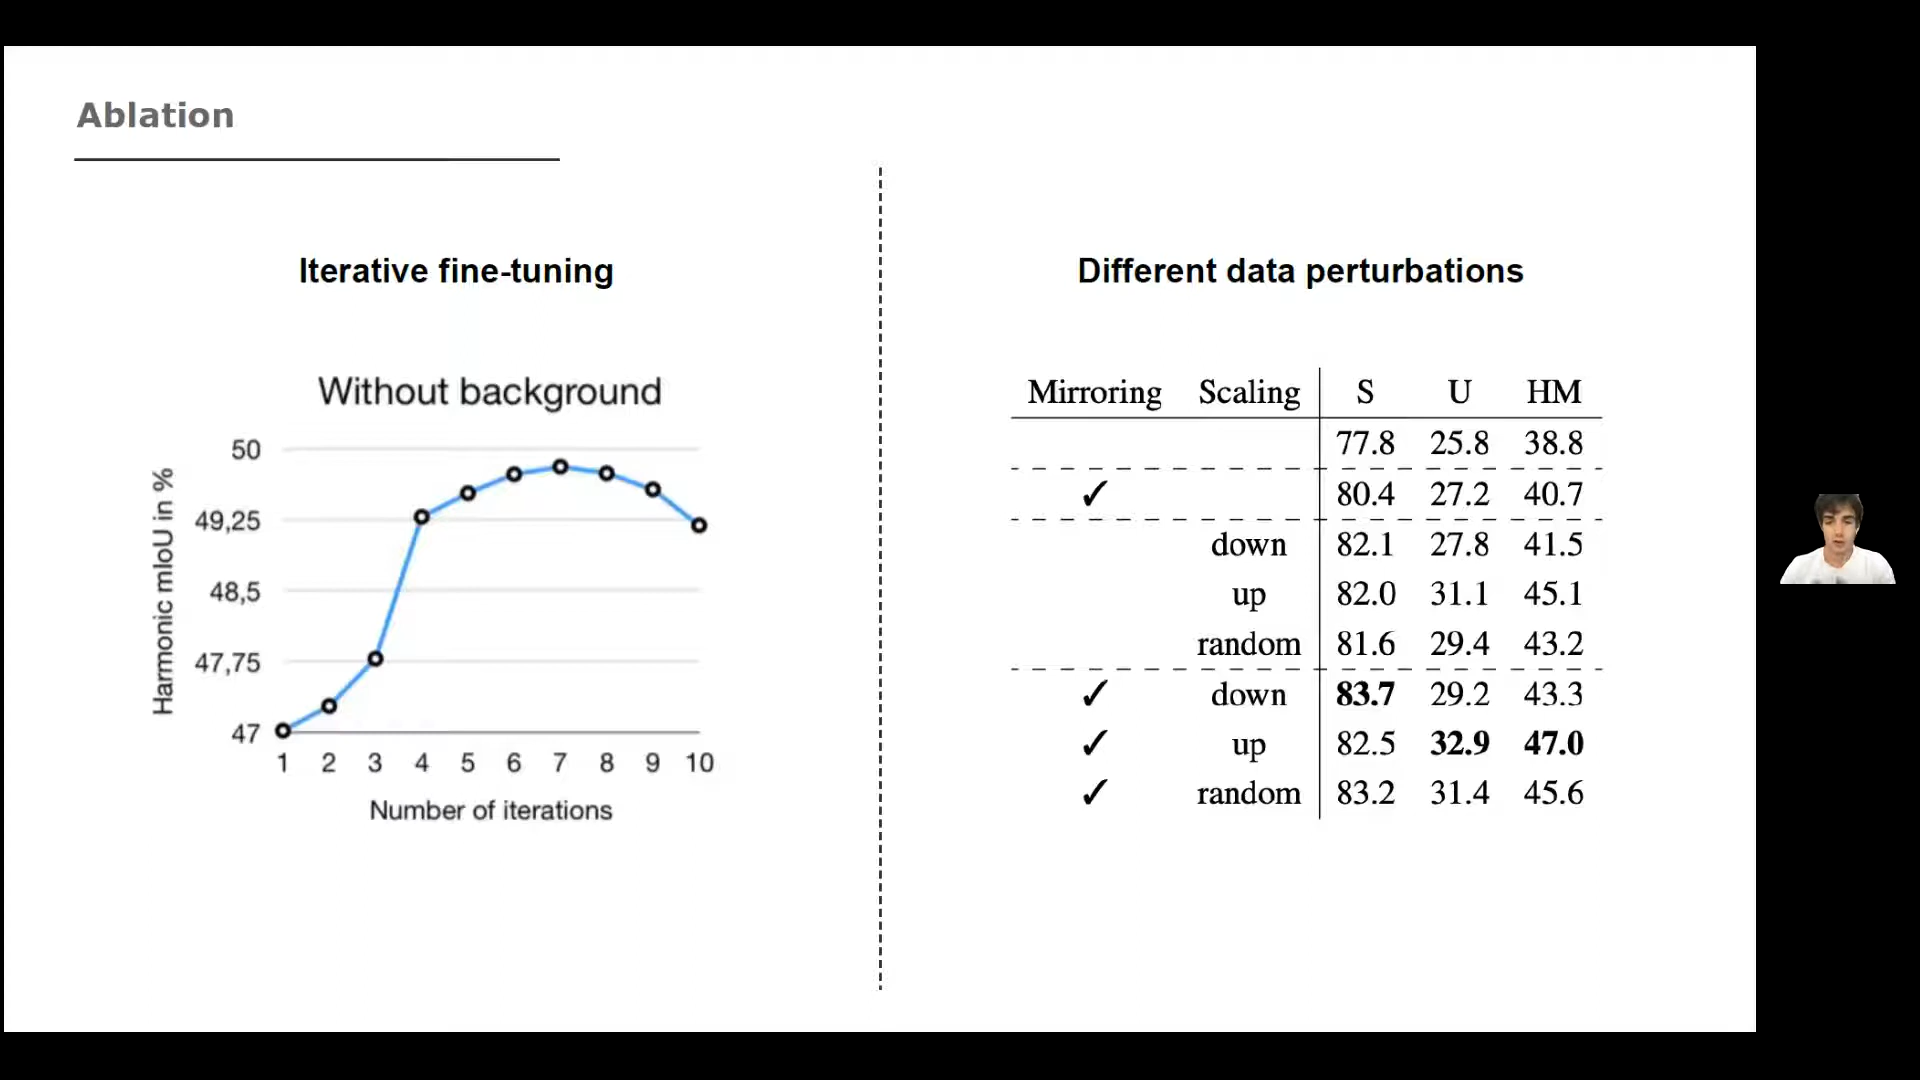 Ablation
Iterative fine-tuning
Without background
Harmonic mIoU in %
50
49,25
48,5
47,75
47
1 2 3 4 5 6 7 8 9 10
Number of iterations
Different data perturbations
Mirroring Scaling S U HM
77.8 25.8 38.8
✓ 80.4 27.2 40.7
down 82.1 27.8 41.5
up 82.0 31.1 45.1
random 81.6 29.4 43.2
✓ down 83.7 29.2 43.3
✓ up 82.5 32.9 47.0
✓ random 83.2 31.4 45.6